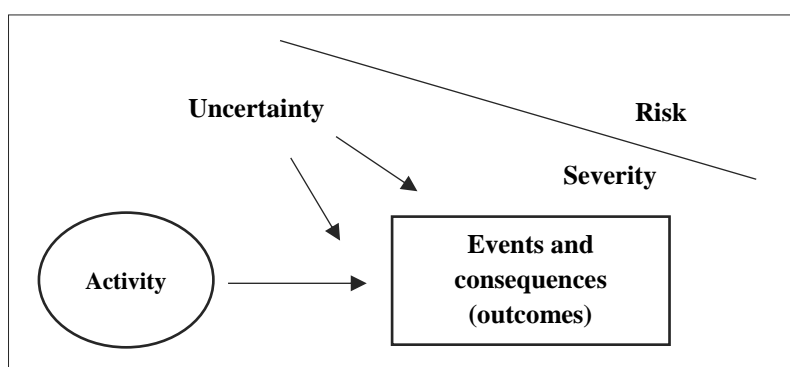 Uncertainty
Risk
Severity
Activity
Events and
consequences
(outcomes)